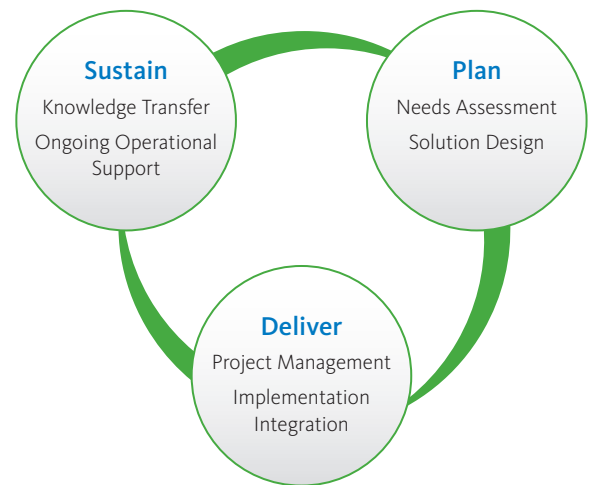 Sustain
Knowledge Transfer
Ongoing Operational
Support
Plan
Needs Assessment
Solution Design
Deliver
Project Management
Implementation
Integration